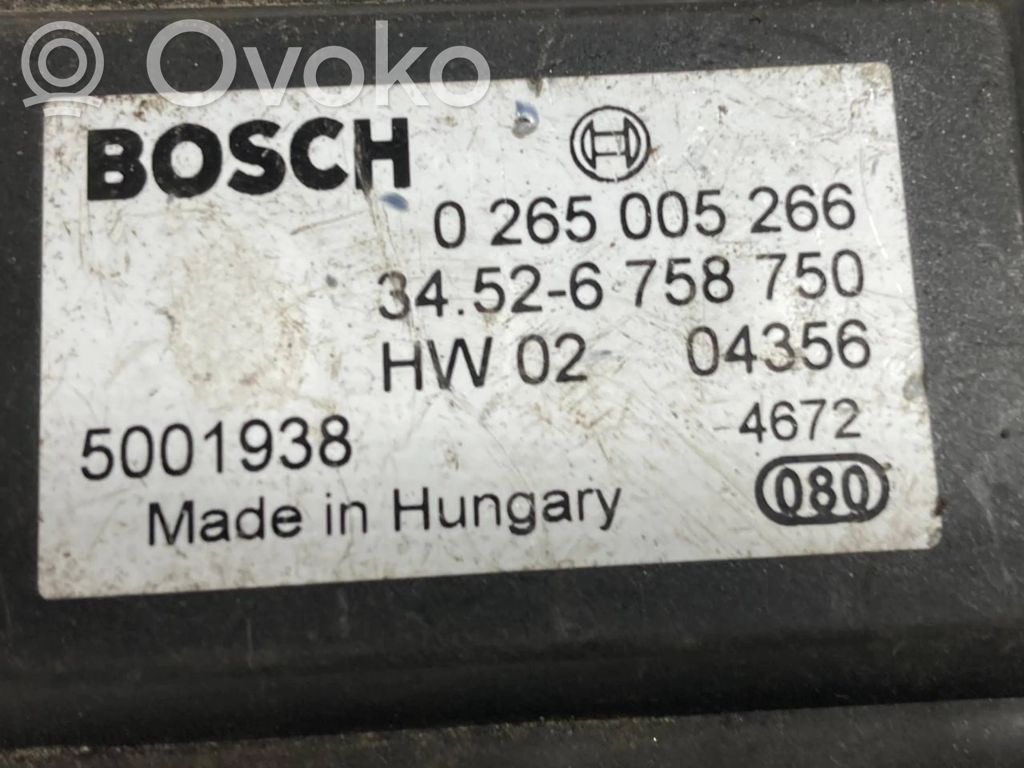 Ovoko
BOSCH
0 265 005 266
34.52-6 758 750
HW 02 04356
5001938 4672
Made in Hungary 080